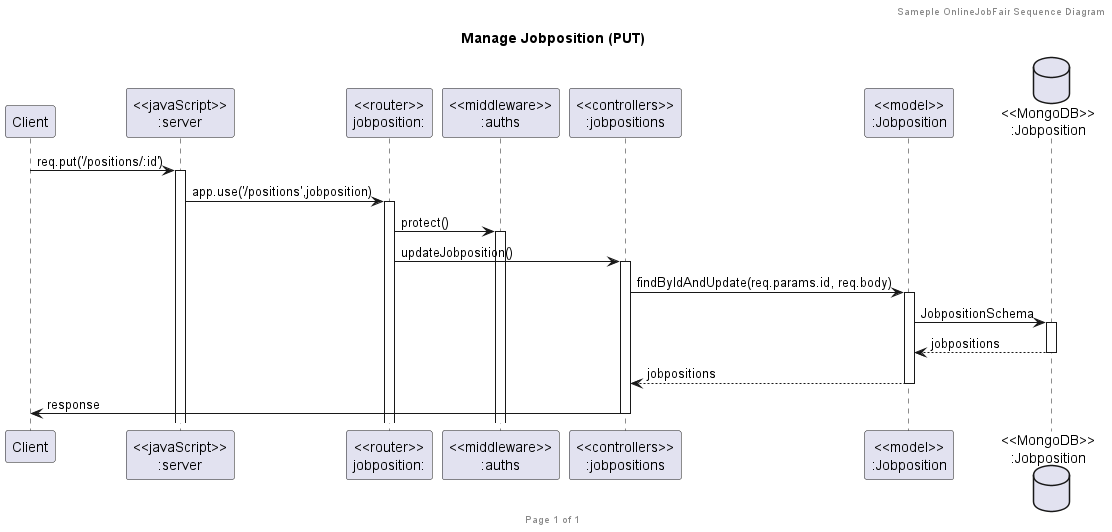 Sameple OnlineJobFair Sequence Diagram
Manage Jobposition (PUT)
Client
<<javaScript>>
:server
<<router>>
jobposition:
<<middleware>>
:auths
<<controllers>>
:jobpositions
<<model>>
:Jobposition
<<MongoDB>>
:Jobposition
req.put('/positions/:id')
app.use('/positions',jobposition)
protect()
updateJobposition()
findByIdAndUpdate(req.params.id, req.body)
JobpositionSchema
jobpositions
jobpositions
response
Client
<<javaScript>>
:server
<<router>>
jobposition:
<<middleware>>
:auths
<<controllers>>
:jobpositions
<<model>>
:Jobposition
<<MongoDB>>
:Jobposition
Page 1 of 1